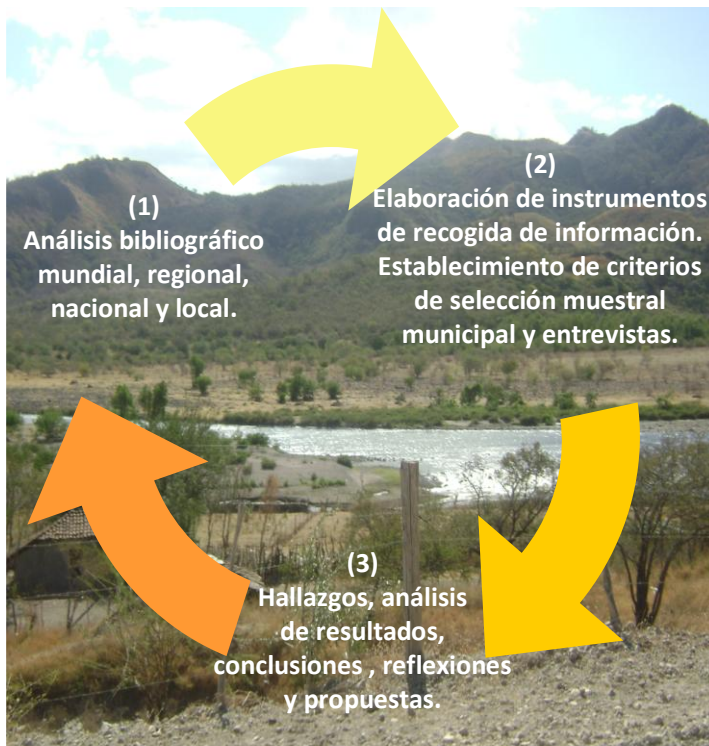 (1)
Análisis bibliográfico
mundial, regional,
nacional y local.
(2)
Elaboración de instrumentos
de recogida de información.
Establecimiento de criterios
de selección muestral
municipal y entrevistas.
(3)
Hallazgos, análisis
de resultados,
conclusiones , reflexiones
y propuestas.